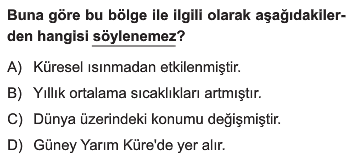 Buna göre bu bölge ile ilgili olarak aşağıdakiler-
den hangisi söylenemez?
A) Küresel ısınmadan etkilenmiştir.
B) Yıllık ortalama sıcaklıkları artmıştır.
C) Dünya üzerindeki konumu değişmiştir.
D) Güney Yarım Küre'de yer alır.